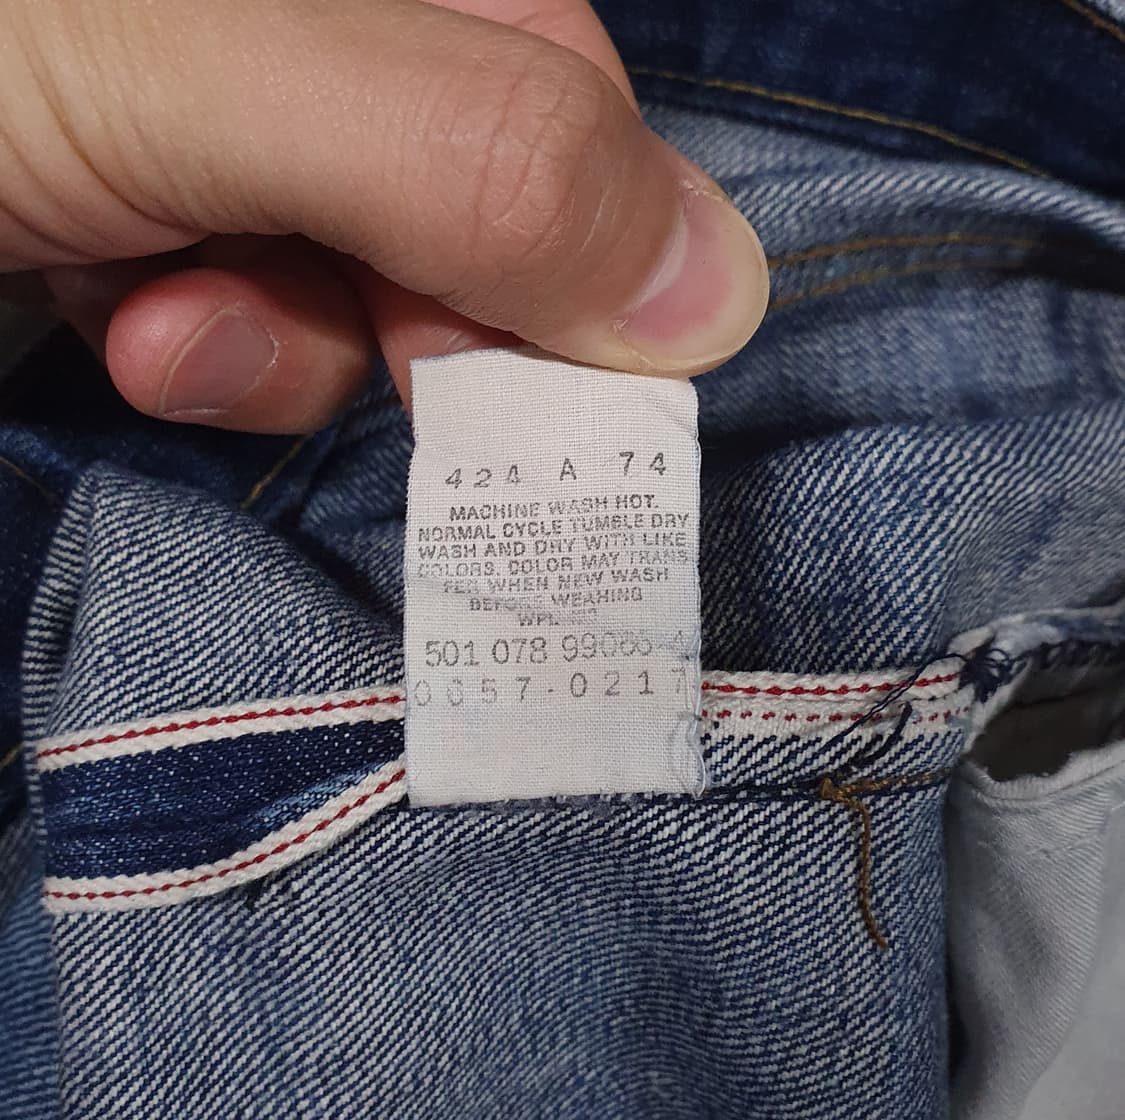 424 A 74
MACHINE WASH HOT.
NORMAL CYCLE TUMBLE DRY
WASH AND DRY WITH LIKE
COLORS. COLOR MAY TRANS
FER WHEN NEW WASH
BEFORE WEARING
501 078
0657-0217